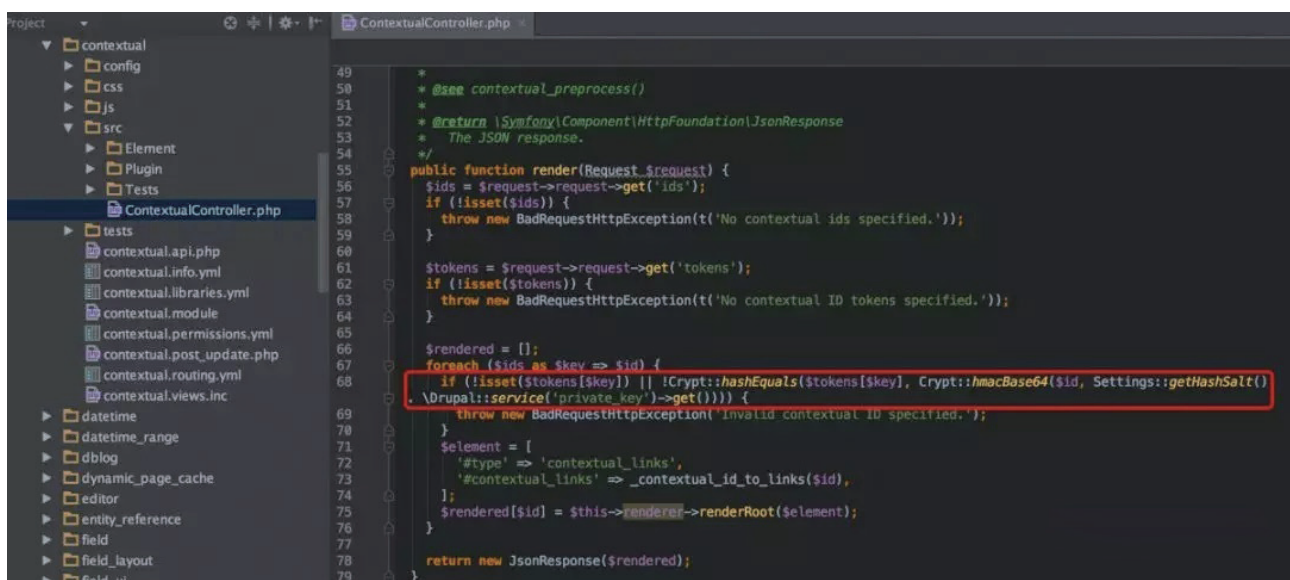 Project
ContextualController.php
contextual
config
css
js
src
Element
Plugin
Tests
ContextualController.php
tests
contextual.api.php
contextual.info.yml
contextual.libraries.yml
contextual.module
contextual.permissions.yml
contextual.post_update.php
contextual.routing.yml
contextual.views.inc
datetime
datetime_range
dblog
dynamic_page_cache
editor
entity_reference
field
field_layout
49 *
50 * @see contextual_preprocess()
51 *
52 * @return \Symfony\Component\HttpFoundation\JsonResponse
53 *   The JSON response.
54 */
55 public function render(Request $request) {
56 $ids = $request->request->get('ids');
57 if (!isset($ids)) {
58 throw new BadRequestHttpException(t('No contextual ids specified.'));
59 }
60
61 $tokens = $request->request->get('tokens');
62 if (!isset($tokens)) {
63 throw new BadRequestHttpException(t('No contextual ID tokens specified.'));
64 }
65
66 $rendered = [];
67 foreach ($ids as $key => $id) {
68 if (!isset($tokens[$key]) || !Crypt::hashEquals($tokens[$key], Crypt::hmacBase64($id, Settings::getHashSalt()
. \Drupal::service('private_key')->get()))) {
69 throw new BadRequestHttpException('Invalid contextual ID specified.');
70 }
71 $element = [
72 '#type' => 'contextual_links',
73 '#contextual_links' => _contextual_id_to_links($id),
74 ];
75 $rendered[$id] = $this->renderer->renderRoot($element);
76 }
77
78 return new JsonResponse($rendered);
79 }